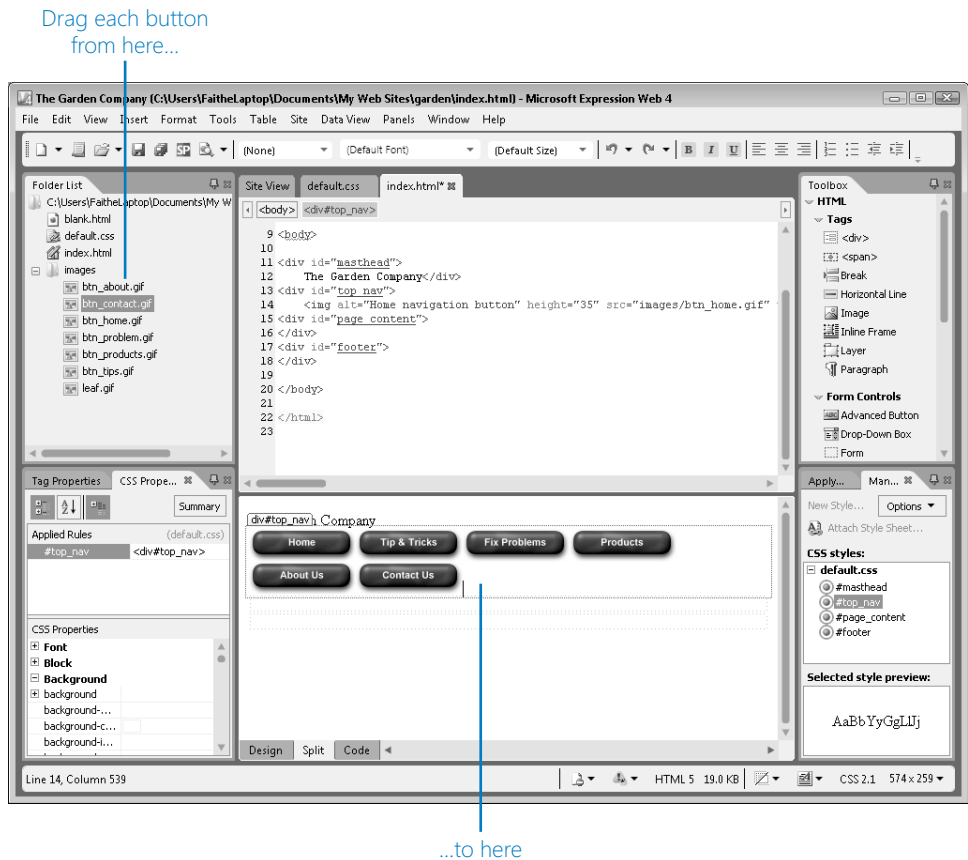 Drag each button
from here...
The Garden Company (C:\Users\FaitheLaptop\Documents\My Web Sites\garden\index.html) - Microsoft Expression Web 4
File Edit View Insert Format Tools Table Site Data View Panels Window Help
(None) (Default Font) (Default Size) B I U
Folder List
C:\Users\FaitheLaptop\Documents\My W
blank.html
default.css
index.html
images
btn_about.gif
btn_contact.gif
btn_home.gif
btn_problem.gif
btn_products.gif
btn_tips.gif
leaf.gif
Site View default.css index.html*
<body> <div#top_nav>
9 <body>
10
11 <div id="masthead">
12 The Garden Company</div>
13 <div id="top_nav">
14 <img alt="Home navigation button" height="35" src="images/btn_home.gif"
15 <div id="page_content">
16 </div>
17 <div id="footer">
18 </div>
19
20 </body>
21
22 </html>
23
Toolbox
HTML
Tags
<div>
<span>
Break
Horizontal Line
Image
Inline Frame
Layer
Paragraph
Form Controls
Advanced Button
Drop-Down Box
Form
Tag Properties CSS Prope...
Summary
Applied Rules (default.css)
#top_nav <div#top_nav>
CSS Properties
Font
Block
Background
background
background-...
background-c...
background-i...
div#top_nav Company
Home Tip & Tricks Fix Problems Products
About Us Contact Us
Design Split Code
Apply... Man...
New Style... Options
Attach Style Sheet...
CSS styles:
default.css
#masthead
#top_nav
#page_content
#footer
Selected style preview:
AaBbYyGgLlJj
Line 14, Column 539
HTML 5 19.0 KB CSS 2.1 574 x 259
...to here